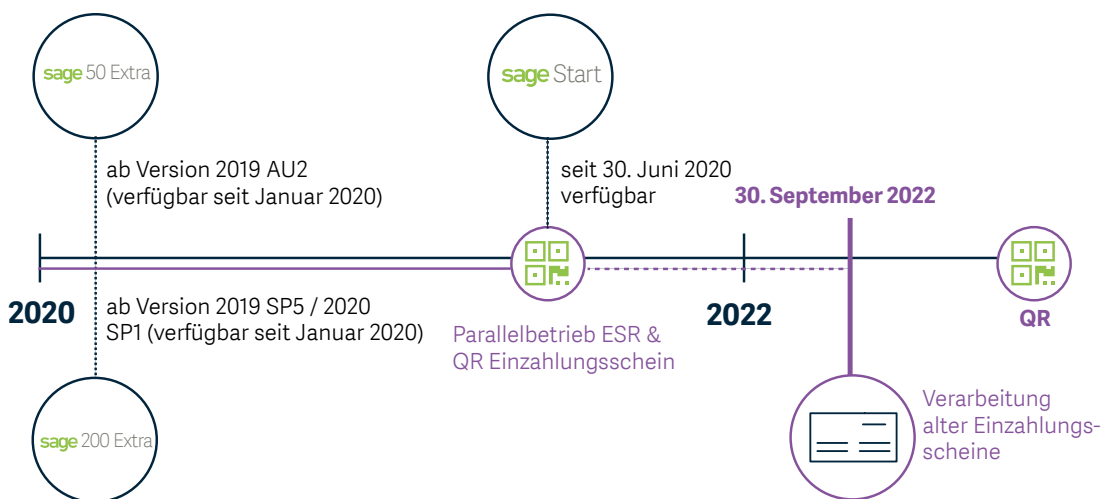 sage 50 Extra
sage Start
ab Version 2019 AU2
(verfügbar seit Januar 2020)
seit 30. Juni 2020
verfügbar
30. September 2022
2020
ab Version 2019 SP5 / 2020
SP1 (verfügbar seit Januar 2020)
Parallelbetrieb ESR &
QR Einzahlungsschein
2022
QR
sage 200 Extra
Verarbeitung
alter Einzahlungs-
scheine